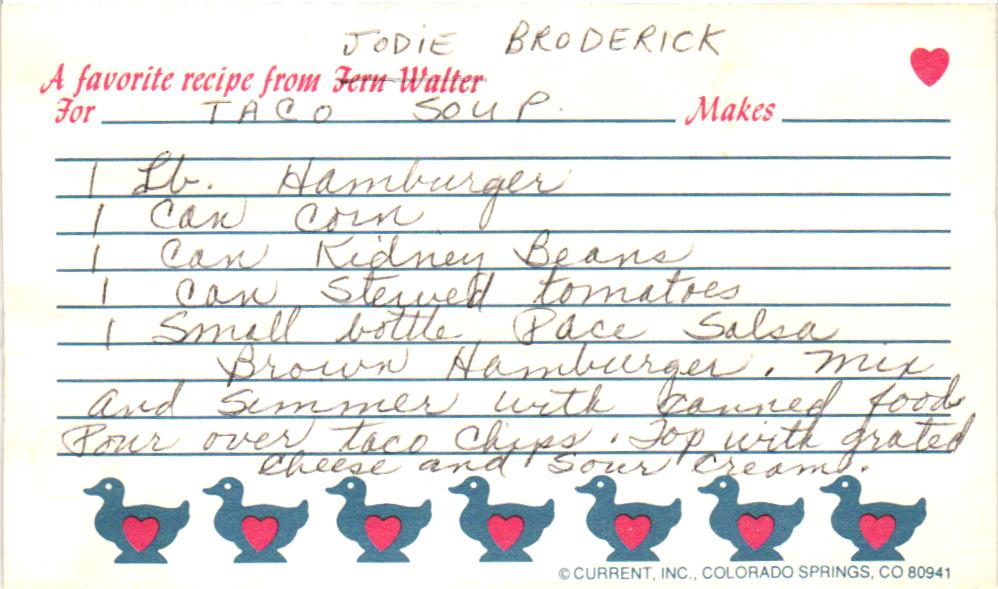 JODIE BRODERICK
A favorite recipe from Fern Walter
For TACO SOUP. Makes
1 Lb. Hamburger
1 Can Corn
1 Can Kidney Beans
1 Can Stewed tomatoes
1 Small bottle Pace Salsa
Brown Hamburger. Mix
and Simmer with canned foods
Pour over taco Chips. Top with grated
cheese and sour cream.
© CURRENT, INC., COLORADO SPRINGS, CO 80941